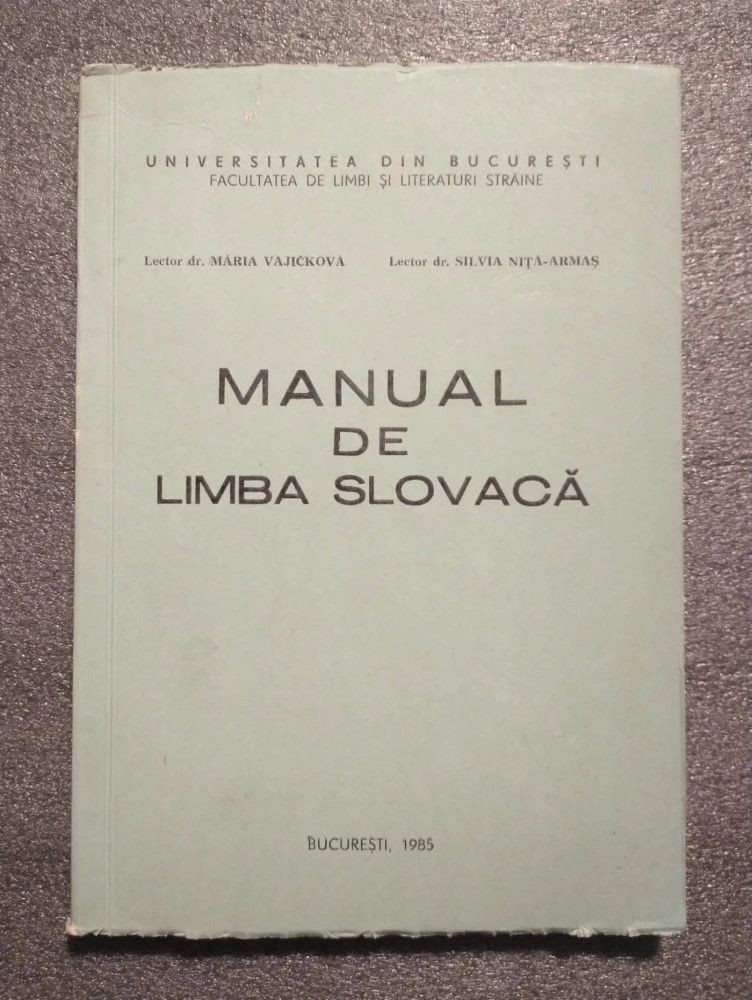 UNIVERSITATEA DIN BUCUREȘTI
FACULTATEA DE LIMBI ȘI LITERATURI STRĂINE
Lector dr. MÁRIA VAJIČKOVÁ Lector dr. SILVIA NIȚĂ-ARMAȘ
MANUAL
DE
LIMBA SLOVACĂ
BUCUREȘTI, 1985